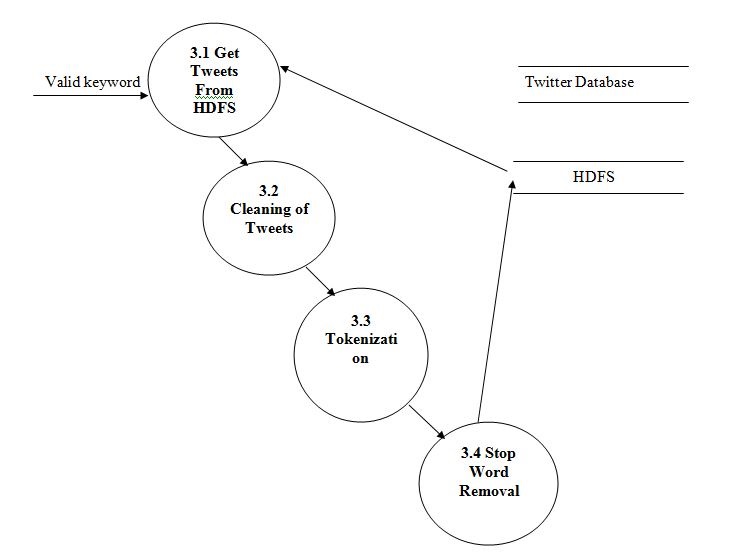 3.1 Get
Tweets
From
HDFS
Valid keyword
Twitter Database
HDFS
3.2
Cleaning of
Tweets
3.3
Tokenizati
on
3.4 Stop
Word
Removal